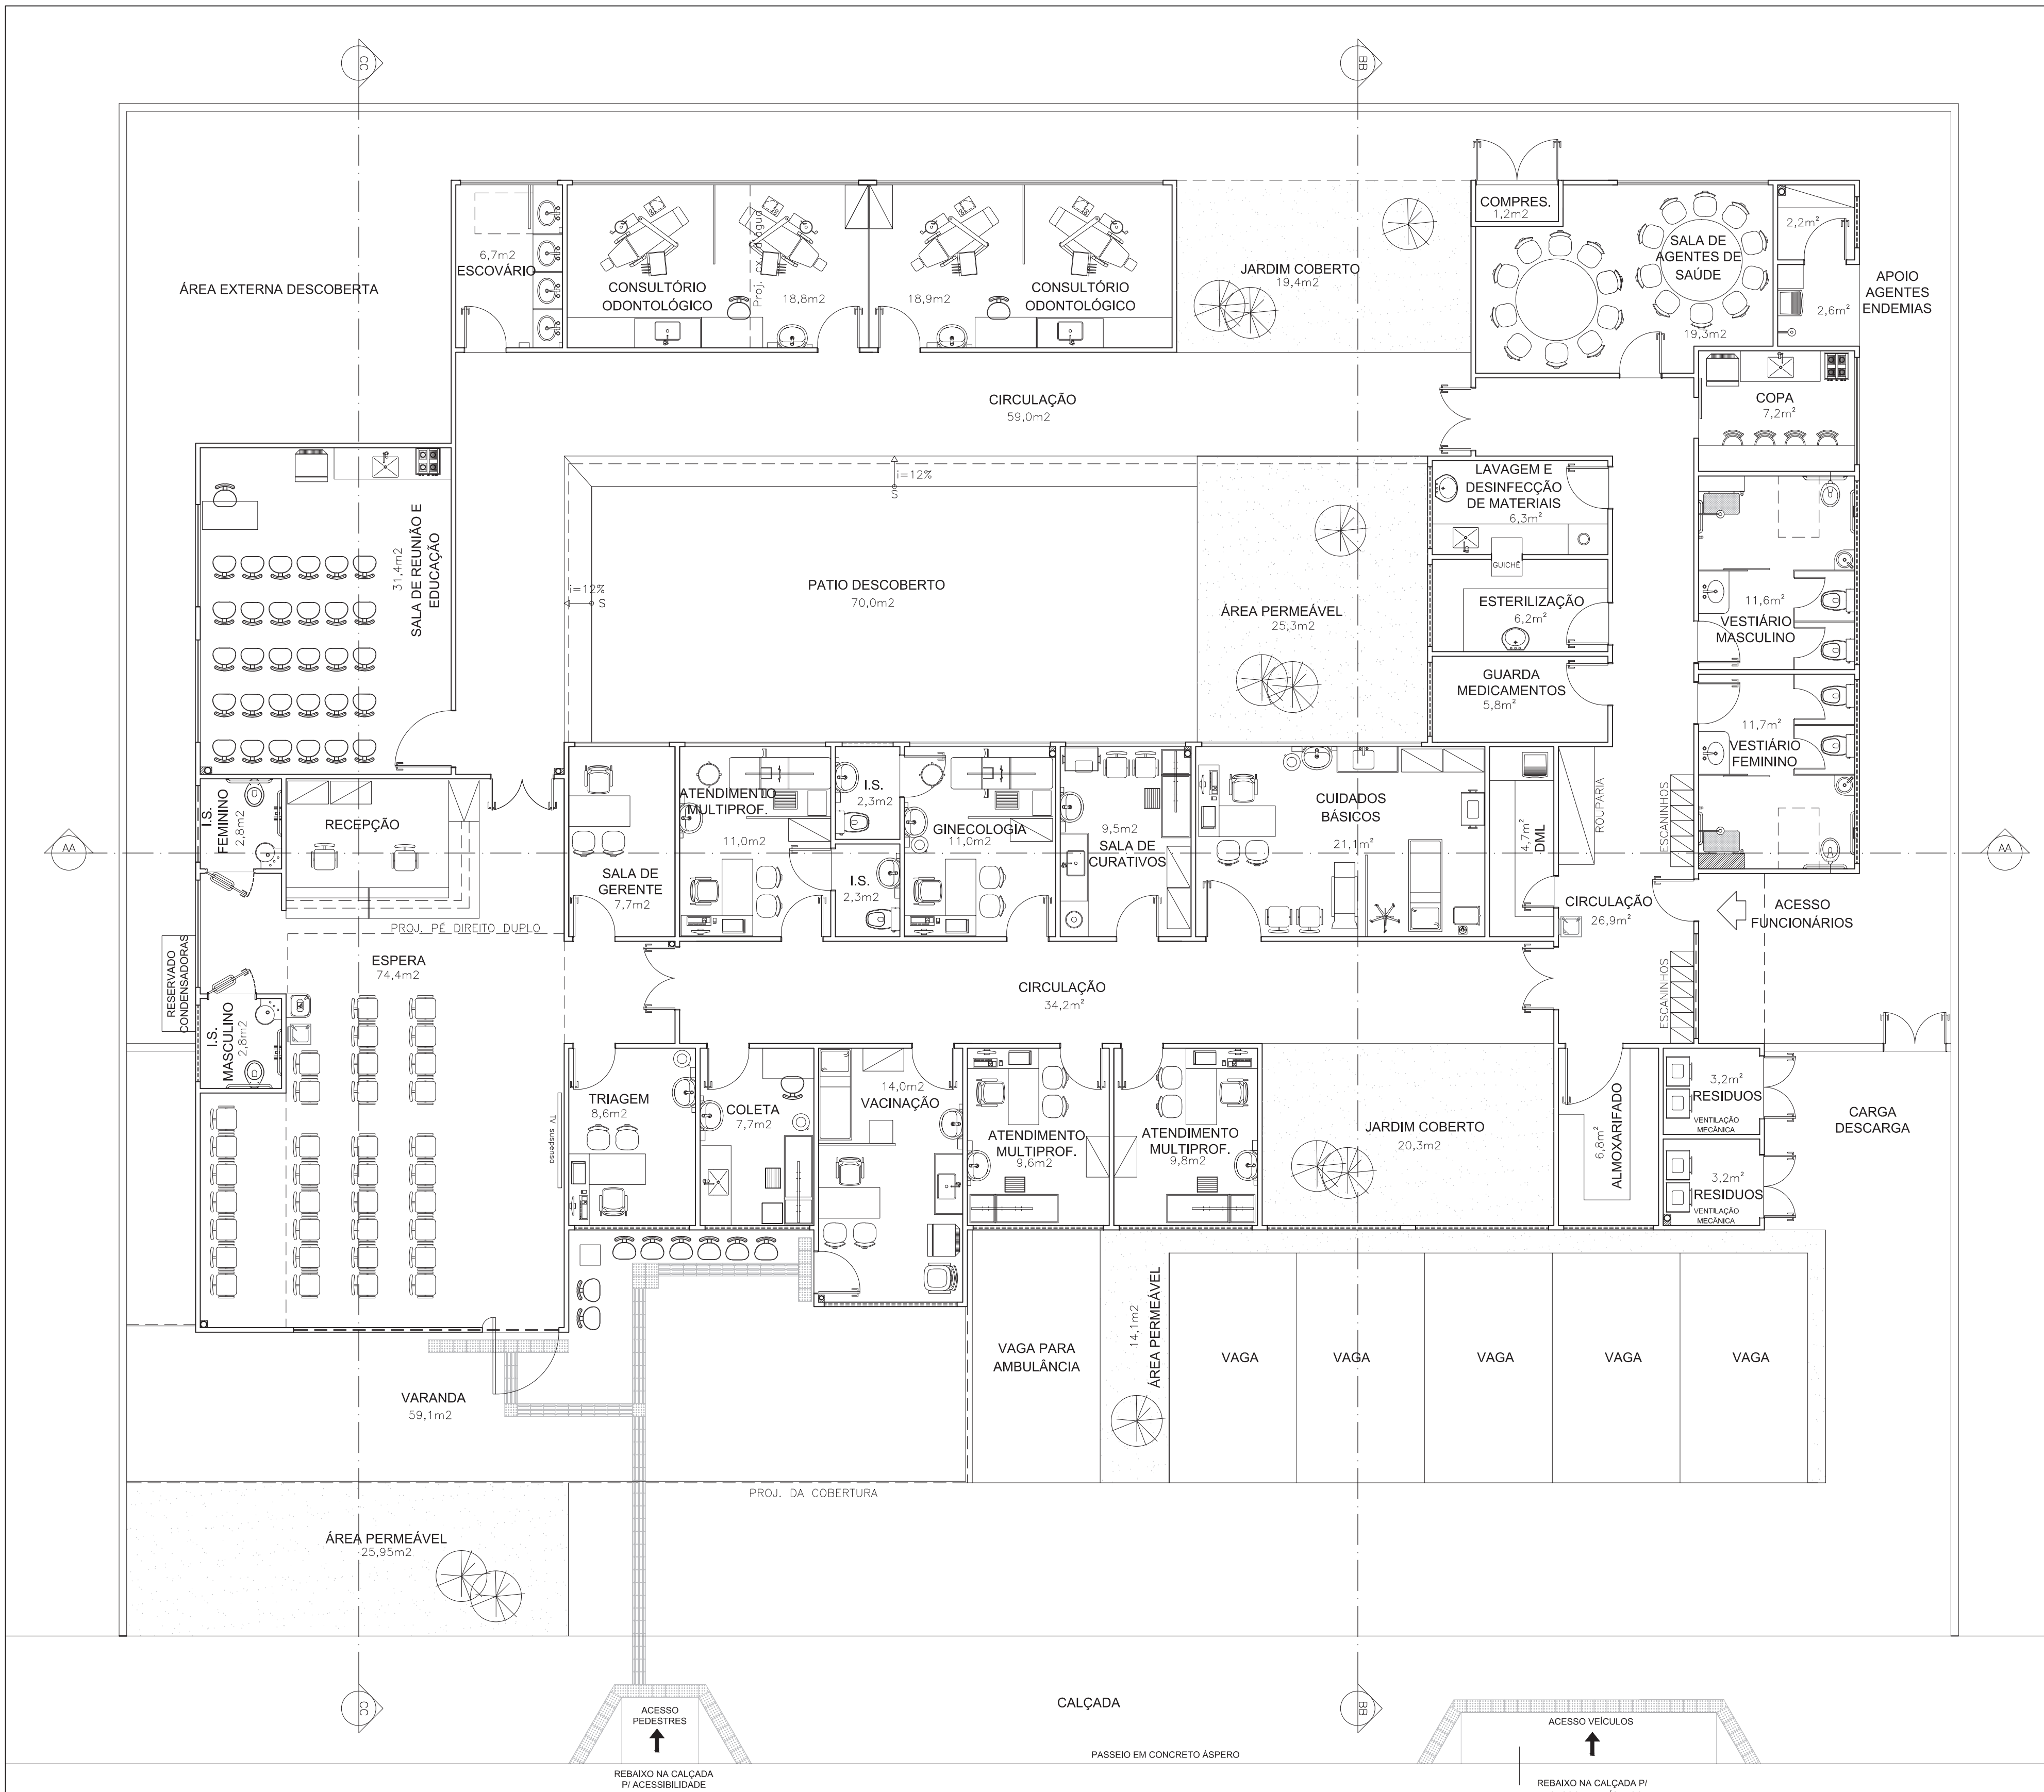 CC
BB
COMPRES.
1,2m2
2,2m²
SALA DE
AGENTES DE
SAÚDE
19,3m2
APOIO
AGENTES
ENDEMIAS
2,6m²
ÁREA EXTERNA DESCOBERTA
6,7m2
ESCOVÁRIO
CONSULTÓRIO
ODONTOLÓGICO
18,8m2
Proj. cx. d'agua
18,9m2
CONSULTÓRIO
ODONTOLÓGICO
JARDIM COBERTO
19,4m2
CIRCULAÇÃO
59,0m2
COPA
7,2m²
i=12%
S
LAVAGEM E
DESINFECÇÃO
DE MATERIAIS
6,3m²
GUICHÊ
31,4m2
SALA DE REUNIÃO E
EDUCAÇÃO
i=12%
S
PATIO DESCOBERTO
70,0m2
ÁREA PERMEÁVEL
25,3m2
ESTERILIZAÇÃO
6,2m²
11,6m²
VESTIÁRIO
MASCULINO
GUARDA
MEDICAMENTOS
5,8m²
11,7m²
VESTIÁRIO
FEMININO
I.S.
FEMININO
2,8m2
RECEPÇÃO
ATENDIMENTO
MULTIPROF.
11,0m2
I.S.
2,3m2
GINECOLOGIA
11,0m2
9,5m2
SALA DE
CURATIVOS
CUIDADOS
BÁSICOS
21,1m²
4,7m²
DML
ROUPARIA
ESCANINHOS
AA
AA
SALA DE
GERENTE
7,7m2
I.S.
2,3m2
CIRCULAÇÃO
26,9m²
ACESSO
FUNCIONÁRIOS
PROJ. PÉ DIREITO DUPLO
RESERVADO
CONDENSADORAS
ESPERA
74,4m2
CIRCULAÇÃO
34,2m²
ESCANINHOS
I.S.
MASCULINO
2,8m2
TV suspensa
TRIAGEM
8,6m2
COLETA
7,7m2
14,0m2
VACINAÇÃO
ATENDIMENTO
MULTIPROF.
9,6m2
ATENDIMENTO
MULTIPROF.
9,8m2
JARDIM COBERTO
20,3m2
6,8m²
ALMOXARIFADO
3,2m²
RESIDUOS
VENTILAÇÃO
MECÂNICA
3,2m²
RESIDUOS
VENTILAÇÃO
MECÂNICA
CARGA
DESCARGA
VAGA PARA
AMBULÂNCIA
14,1m2
ÁREA PERMEÁVEL
VAGA
VAGA
VAGA
VAGA
VAGA
VARANDA
59,1m2
PROJ. DA COBERTURA
ÁREA PERMEÁVEL
25,95m2
CC
BB
CALÇADA
ACESSO
PEDESTRES
ACESSO VEÍCULOS
PASSEIO EM CONCRETO ÁSPERO
REBAIXO NA CALÇADA
P/ ACESSIBILIDADE
REBAIXO NA CALÇADA P/